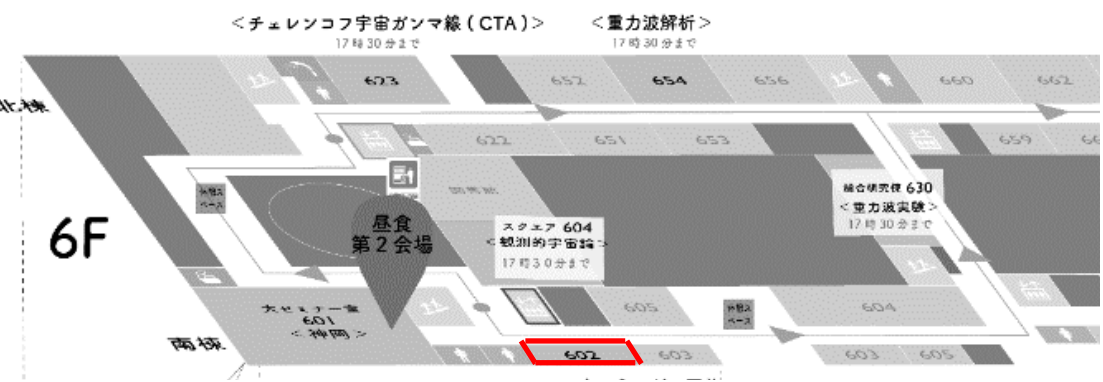 <チェレンコフ宇宙ガンマ線(CTA)>
17時30分まで
<重力波解析>
17時30分まで
623
652
654
656
660
662
北棟
622
651
653
659
休憩ス
ペース
昼食
第2会場
スクエア 604
<観測的宇宙論>
17時30分まで
総合研究棟 630
<重力波実験>
17時30分まで
6F
大セミナー室
601
<神岡>
605
休憩ス
ペース
604
南棟
602
603
603
605